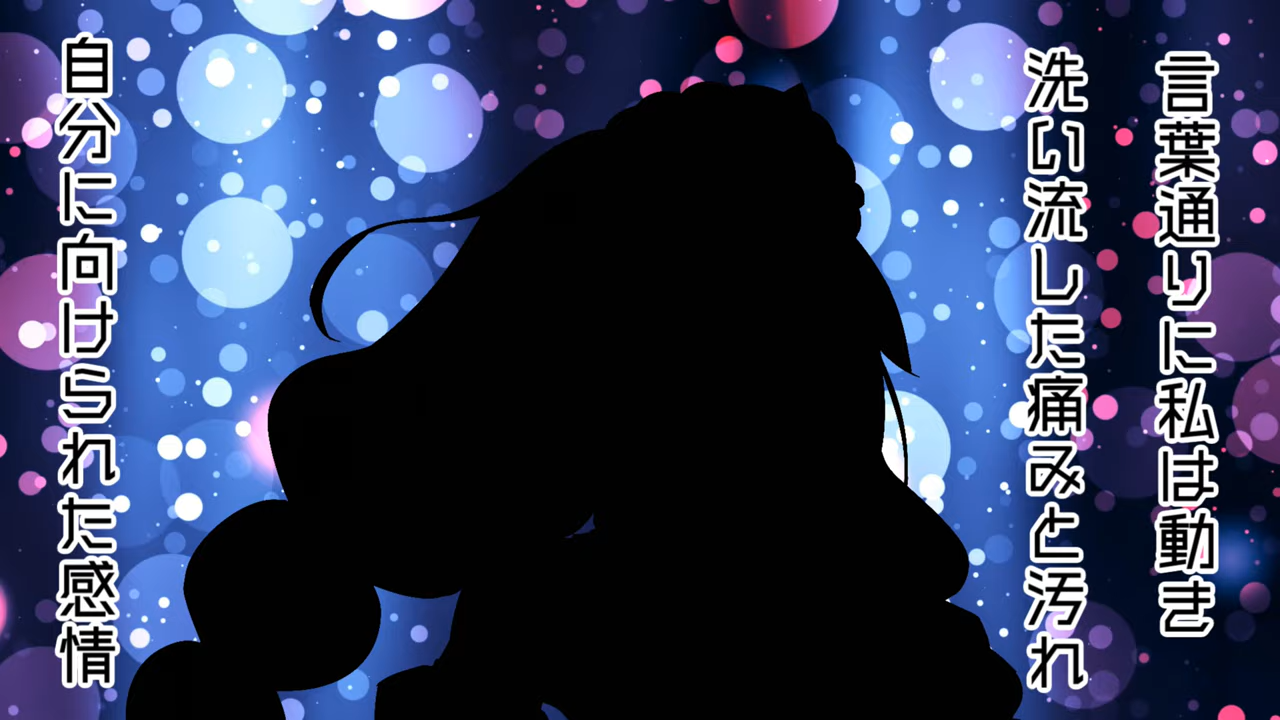 言葉通りに私は動き
洗い流した痛みと汚れ
自分に向けられた感情